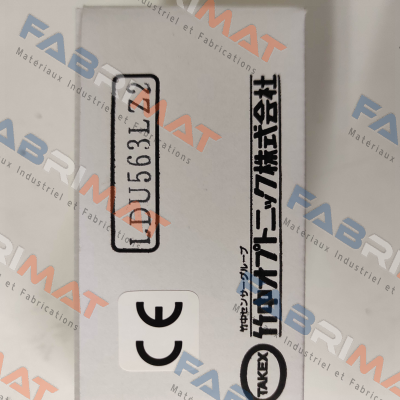 LDU563LZ2
竹中センサーグループ
TAKEX 竹中オプトニック株式会社
CE
FABRIMAT
Materiaux Industriel et Fabrications